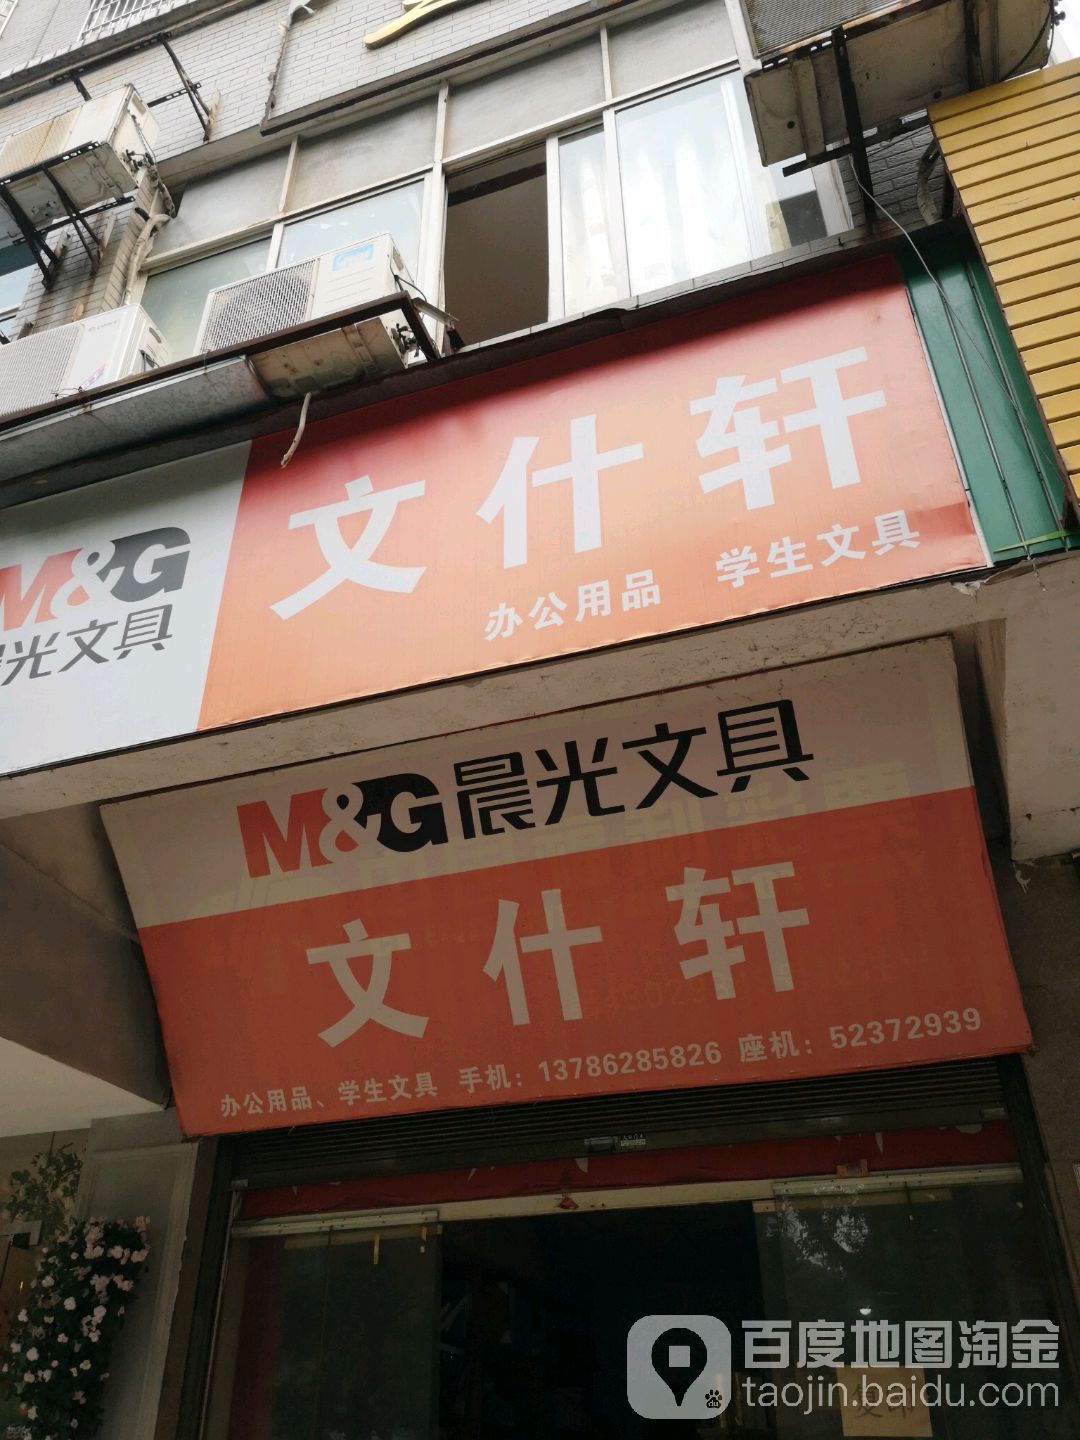 文什轩
办公用品 学生文具
M&G
晨光文具
M&G晨光文具
文什轩
办公用品、学生文具 手机：13786285826 座机：52372939
百度地图淘金
taojin.baidu.com